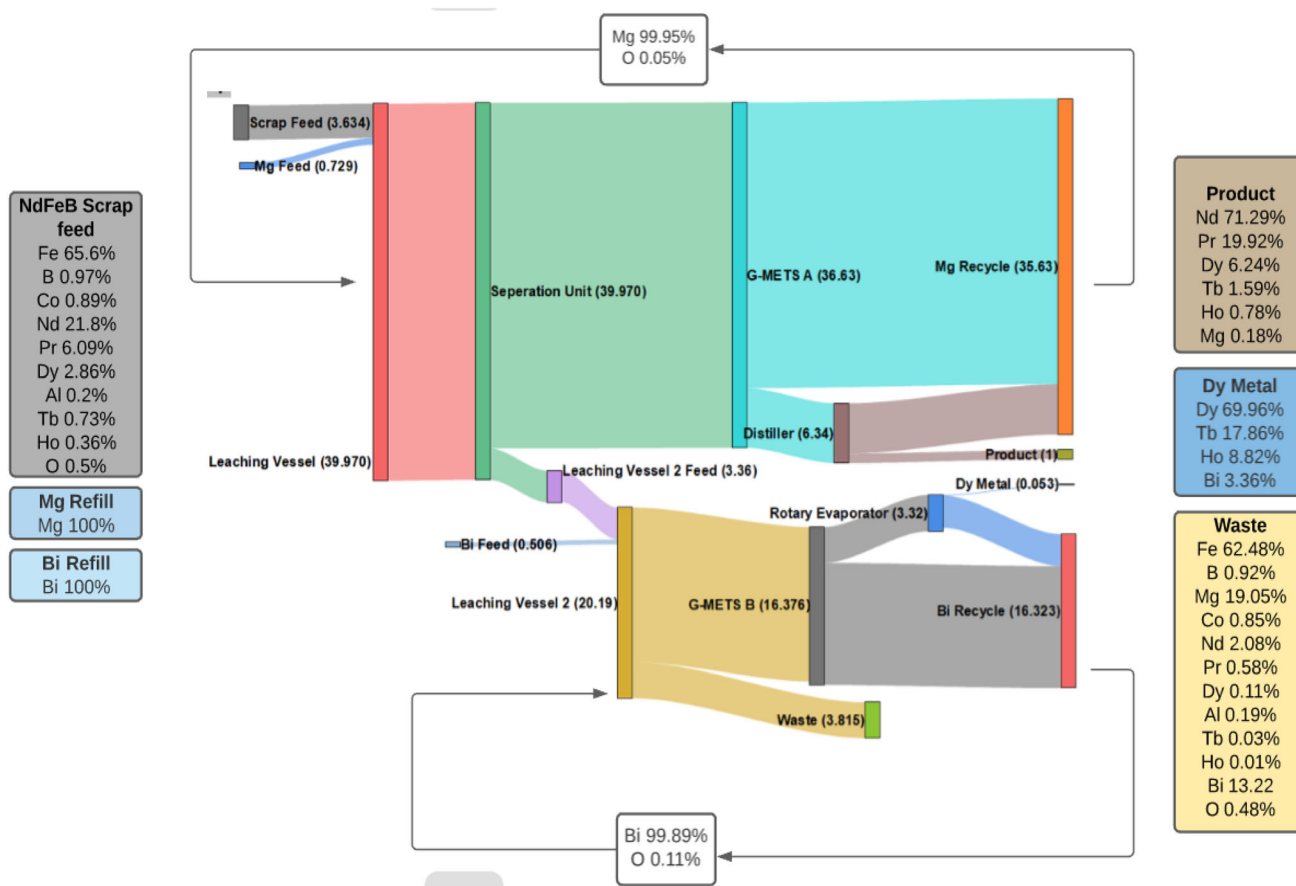 Mg 99.95%
O 0.05%
Scrap Feed (3.634)
Mg Feed (0.729)
NdFeB Scrap
feed
Fe 65.6%
B 0.97%
Co 0.89%
Nd 21.8%
Pr 6.09%
Dy 2.86%
Al 0.2%
Tb 0.73%
Ho 0.36%
O 0.5%
Mg Refill
Mg 100%
Bi Refill
Bi 100%
Leaching Vessel (39.970)
Seperation Unit (39.970)
G-METS A (36.63)
Mg Recycle (35.63)
Distiller (6.34)
Product (1)
Leaching Vessel 2 Feed (3.36)
Dy Metal (0.053)
Rotary Evaporator (3.32)
Bi Feed (0.506)
Leaching Vessel 2 (20.19)
G-METS B (16.376)
Bi Recycle (16.323)
Waste (3.815)
Product
Nd 71.29%
Pr 19.92%
Dy 6.24%
Tb 1.59%
Ho 0.78%
Mg 0.18%
Dy Metal
Dy 69.96%
Tb 17.86%
Ho 8.82%
Bi 3.36%
Waste
Fe 62.48%
B 0.92%
Mg 19.05%
Co 0.85%
Nd 2.08%
Pr 0.58%
Dy 0.11%
Al 0.19%
Tb 0.03%
Ho 0.01%
Bi 13.22
O 0.48%
Bi 99.89%
O 0.11%